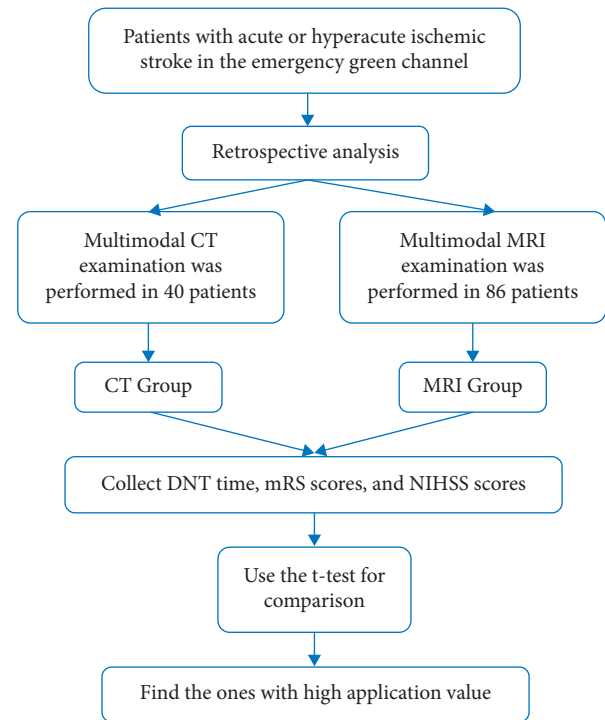 Patients with acute or hyperacute ischemic
stroke in the emergency green channel
Retrospective analysis
Multimodal CT
examination was
performed in 40 patients
Multimodal MRI
examination was
performed in 86 patients
CT Group
MRI Group
Collect DNT time, mRS scores, and NIHSS scores
Use the t-test for
comparison
Find the ones with high application value